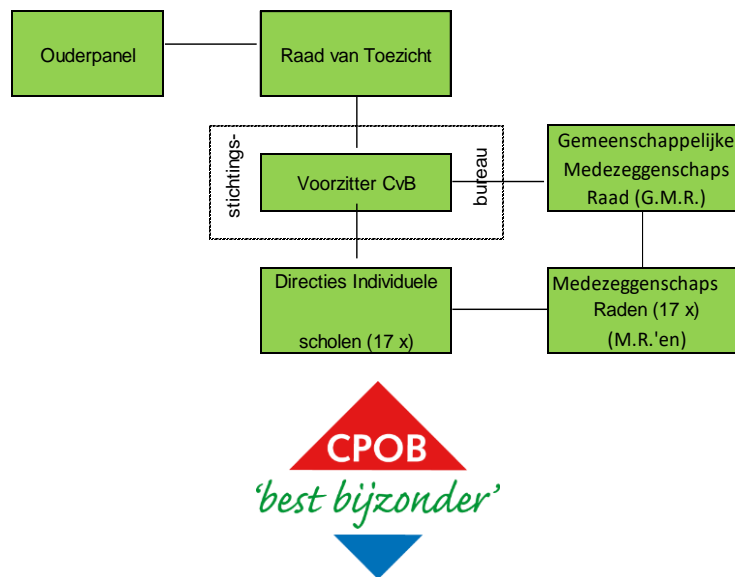 Ouderpanel
Raad van Toezicht
stichtings-
Voorzitter CvB
bureau
Gemeenschappelijke
Medezeggenschaps
Raad (G.M.R.)
Directies Individuele
scholen (17 x)
Medezeggenschaps
Raden (17 x)
(M.R.'en)
CPOB
'best bijzonder'